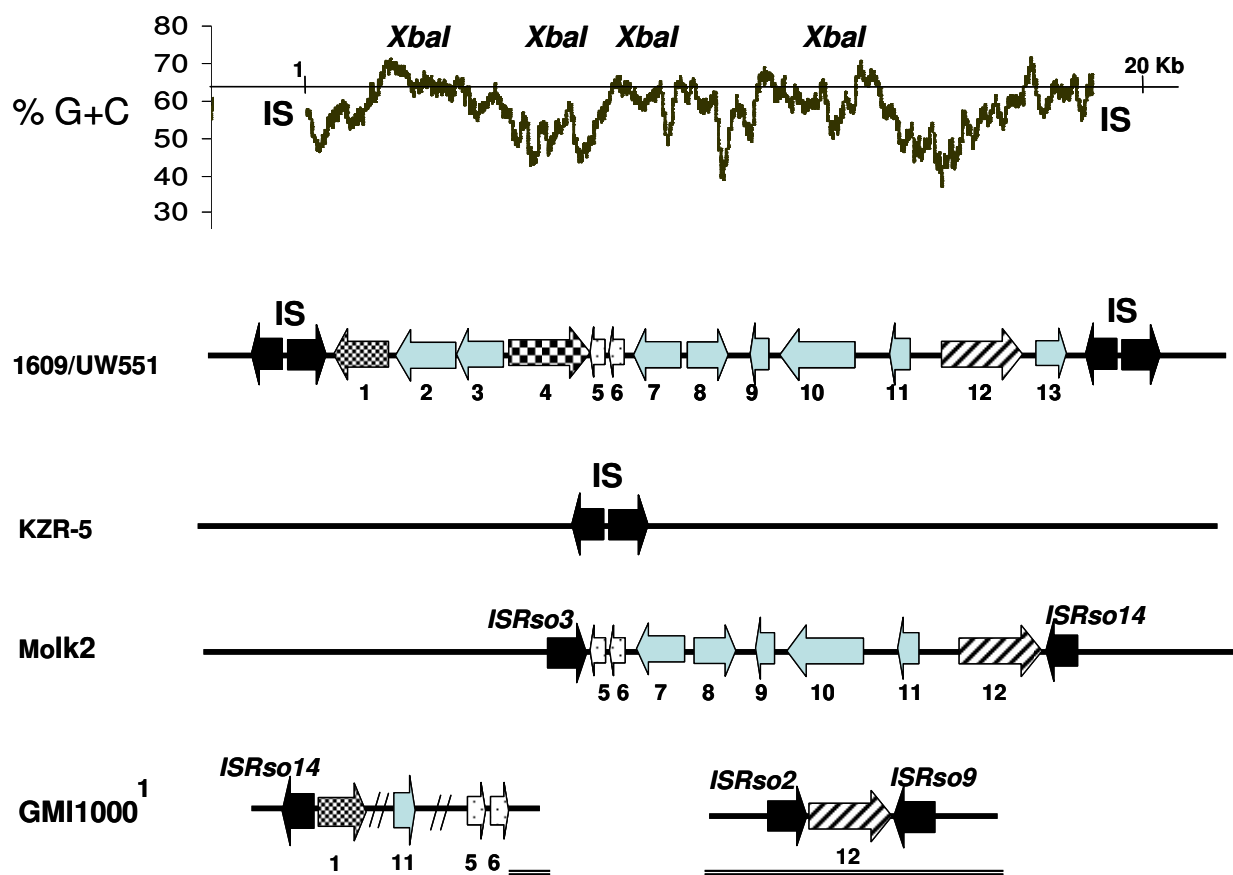 80
XbaI XbaI XbaI XbaI
70
1 20 Kb
% G+C
60
IS IS
50
40
30
IS IS
1609/UW551
1 2 3 4 5 6 7 8 9 10 11 12 13
IS
KZR-5
ISRso3 ISRso14
Molk2
5 6 7 8 9 10 11 12
ISRso14 ISRso2 ISRso9
GMI1000 1
1 11 5 6 12